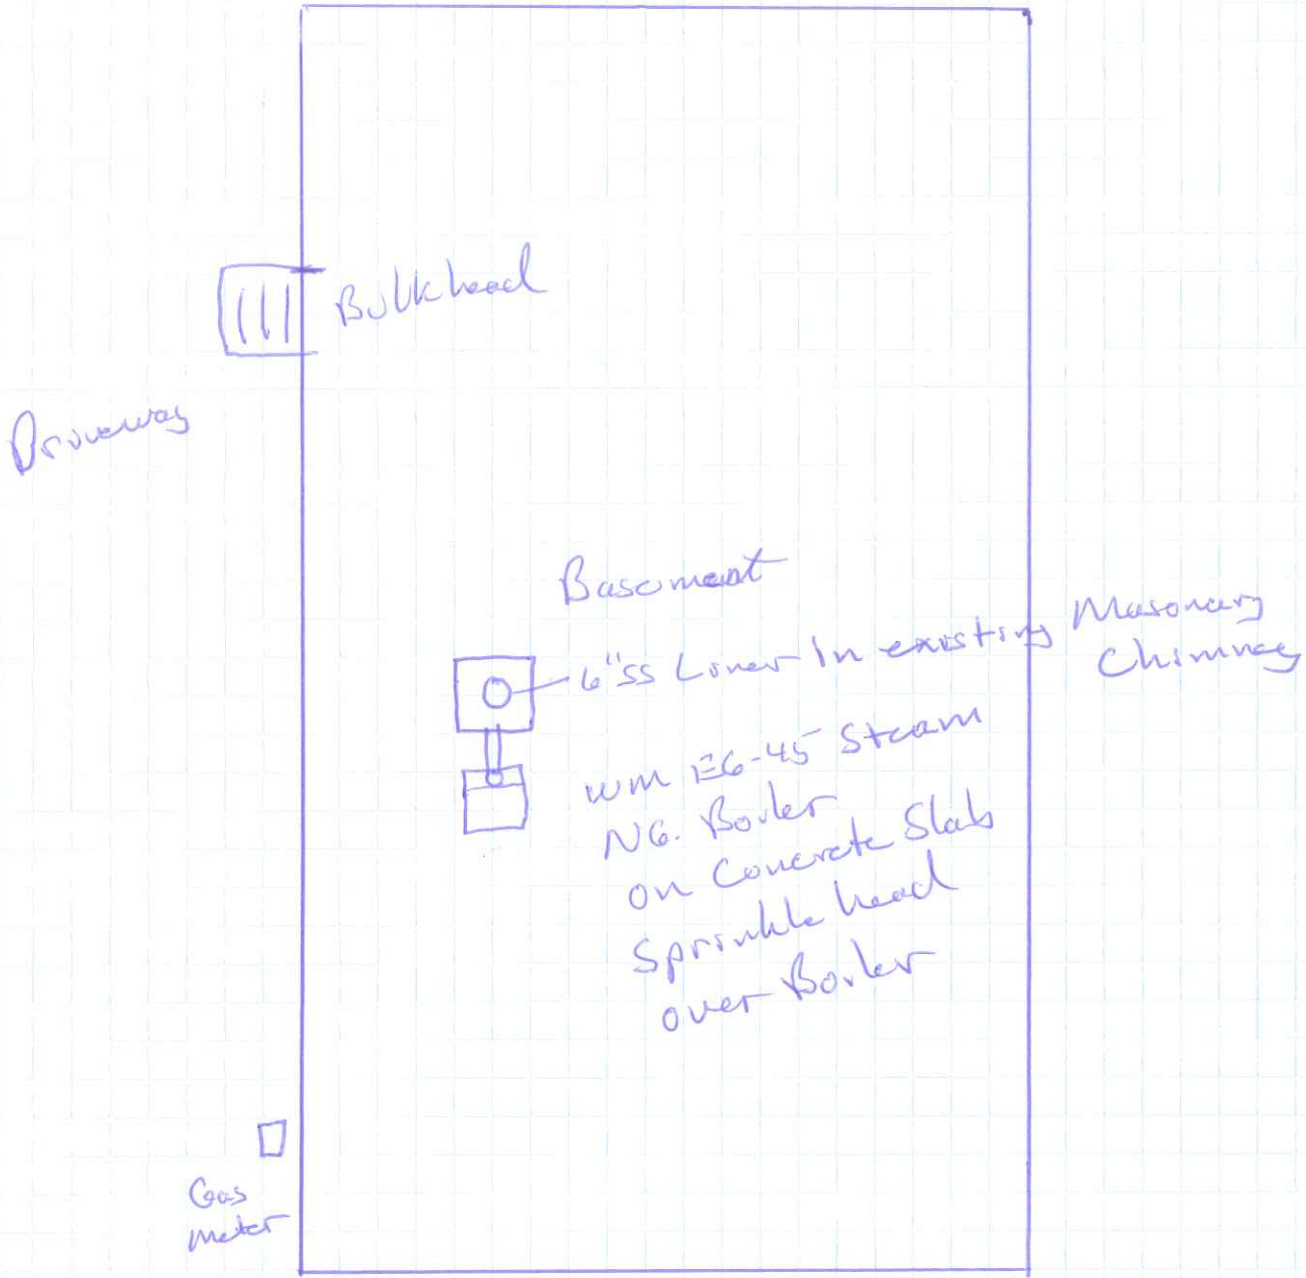 Bulkhead
Driveway
Basement
6" SS Liner In existing Masonary
Chimney
WM EG-45 Steam
NG. Boiler
on Concrete Slab
Sprinkle head
over Boiler
Gas
meter